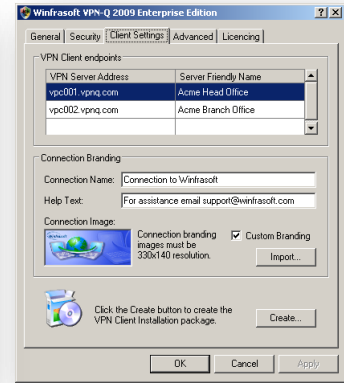 Winfrasoft VPN-Q 2009 Enterprise Edition
General Security Client Settings Advanced Licencing
VPN Client endpoints
VPN Server Address Server Friendly Name
vpc001.vpnq.com Acme Head Office
vpc002.vpnq.com Acme Branch Office
Connection Branding
Connection Name: Connection to Winfrasoft
Help Text: For assistance email support@winfrasoft.com
Connection Image:
Connection branding
images must be
330x140 resolution.
Custom Branding
Import...
Click the Create button to create the
VPN Client Installation package.
Create...
OK Cancel Apply